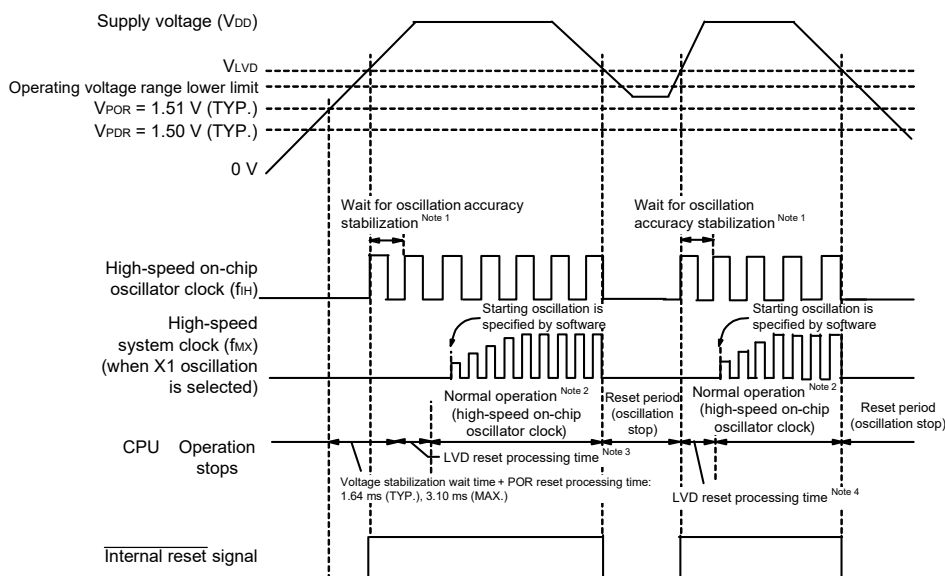 Supply voltage (VDD)
VLVD
Operating voltage range lower limit
VPOR = 1.51 V (TYP.)
VPDR = 1.50 V (TYP.)
0 V
Wait for oscillation accuracy
stabilization Note 1
Wait for oscillation
accuracy stabilization Note 1
High-speed on-chip
oscillator clock (fIH)
Starting oscillation is
specified by software
Starting oscillation is
specified by software
High-speed
system clock (fMX)
(when X1 oscillation
is selected)
Normal operation Note 2
(high-speed on-chip
oscillator clock)
Reset period
(oscillation
stop)
Normal operation Note 2
(high-speed on-chip
oscillator clock)
Reset period
(oscillation stop)
CPU Operation
stops
LVD reset processing time Note 3
Voltage stabilization wait time + POR reset processing time:
1.64 ms (TYP.), 3.10 ms (MAX.)
LVD reset processing time Note 4
Internal reset signal